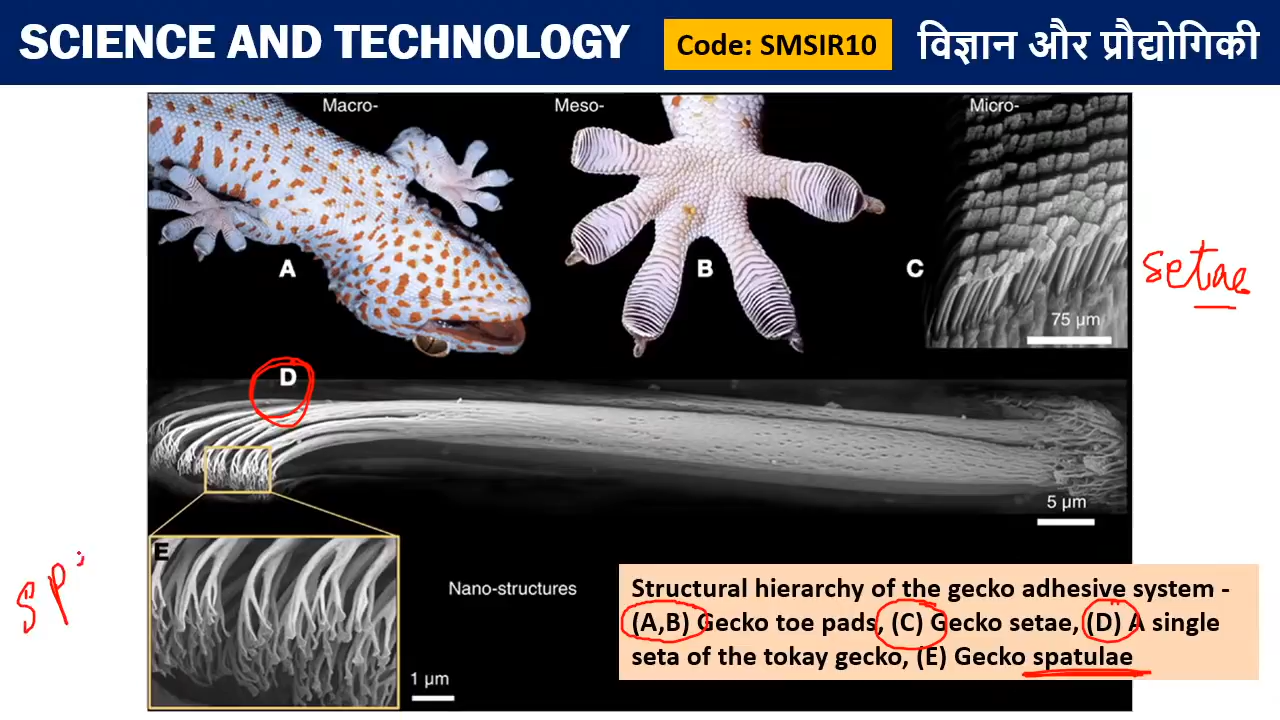 SCIENCE AND TECHNOLOGY
Code: SMSIR10
विज्ञान और प्रौद्योगिकी
Macro-
Meso-
Micro-
A
B
C
setae
75 µm
D
5 µm
E
SP
Nano-structures
1 µm
Structural hierarchy of the gecko adhesive system -
(A,B) Gecko toe pads, (C) Gecko setae, (D) A single
seta of the tokay gecko, (E) Gecko spatulae